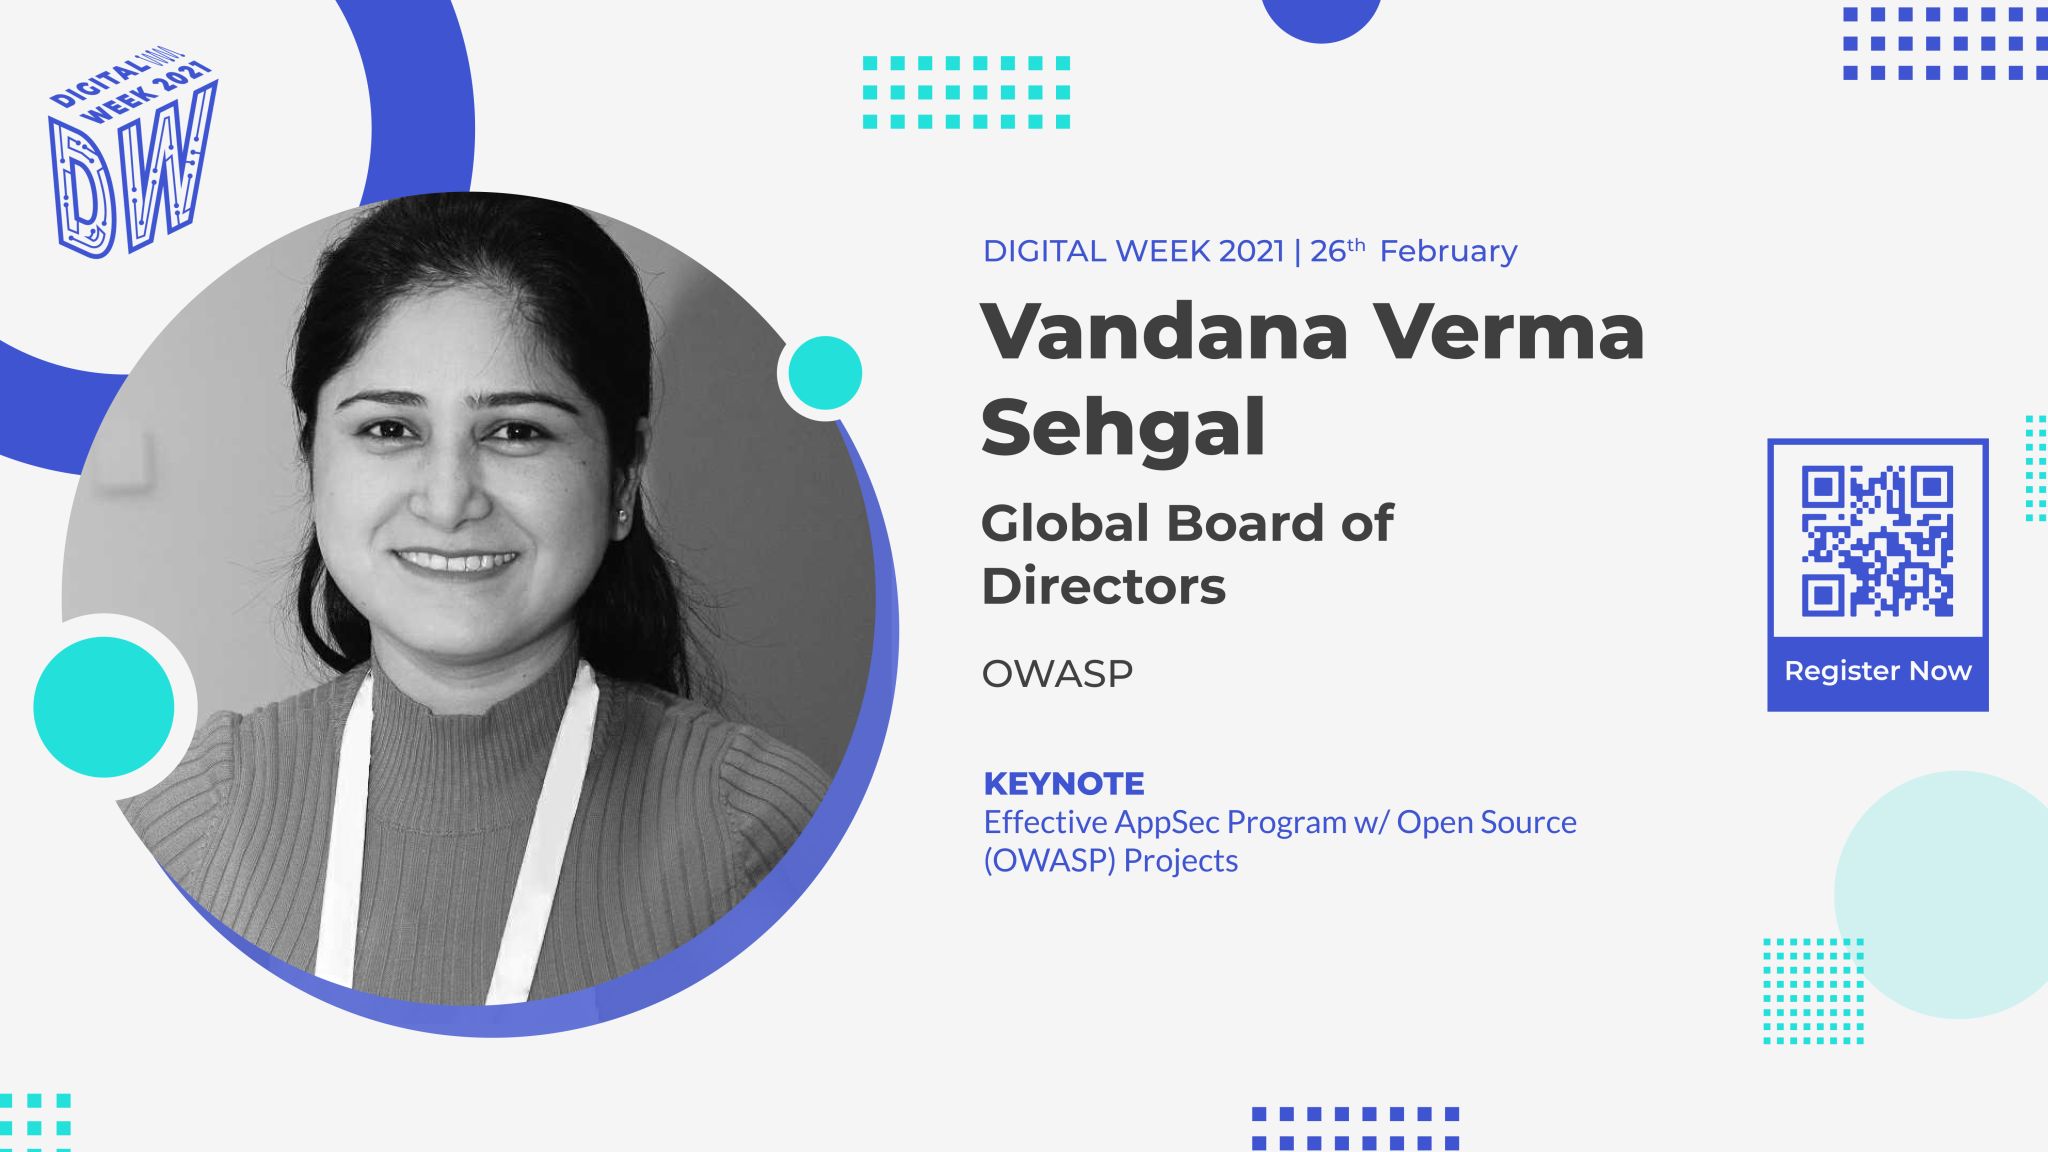 DIGITAL
WEEK 2021
DW
DIGITAL WEEK 2021 | 26th February
Vandana Verma
Sehgal
Global Board of
Directors
OWASP
KEYNOTE
Effective AppSec Program w/ Open Source
(OWASP) Projects
Register Now